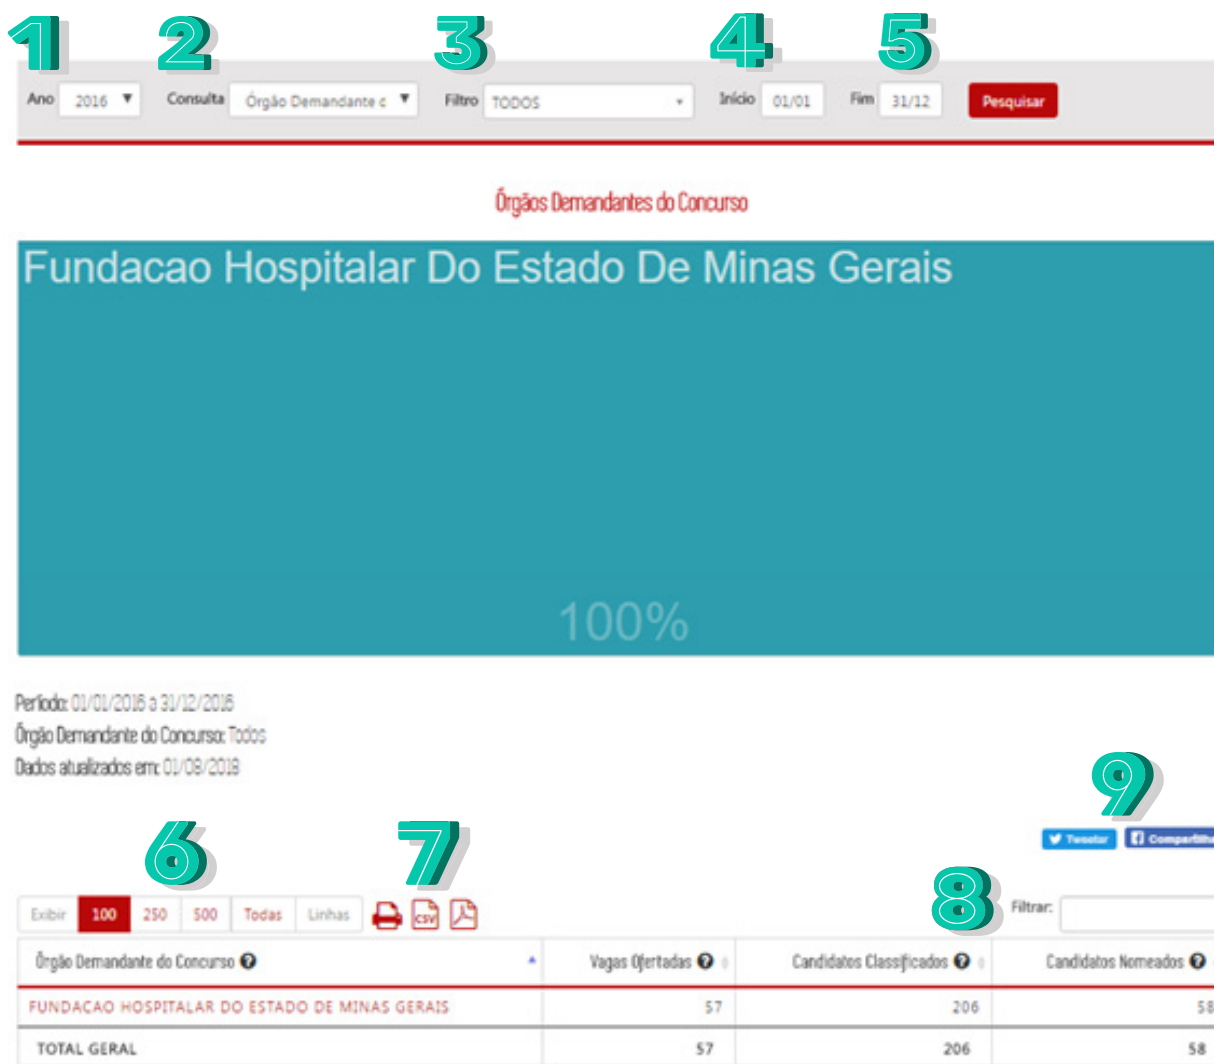 1 2 3 4 5
Ano 2016 Consulta Órgão Demandante d Filtro TODOS Início 01/01 Fim 31/12 Pesquisar
Órgãos Demandantes do Concurso
Fundacao Hospitalar Do Estado De Minas Gerais
100%
Período: 01/01/2016 a 31/12/2016
Órgão Demandante do Concurso: Todos
Dados atualizados em: 01/08/2018
9
Tweetar Compartilha
6 7 8
Exibir 100 250 500 Todas Linhas CSV Filtrar:
Órgão Demandante do Concurso ? Vagas Ofertadas ? Candidatos Classificados ? Candidatos Nomeados ?
FUNDACAO HOSPITALAR DO ESTADO DE MINAS GERAIS 57 206 58
TOTAL GERAL 57 206 58